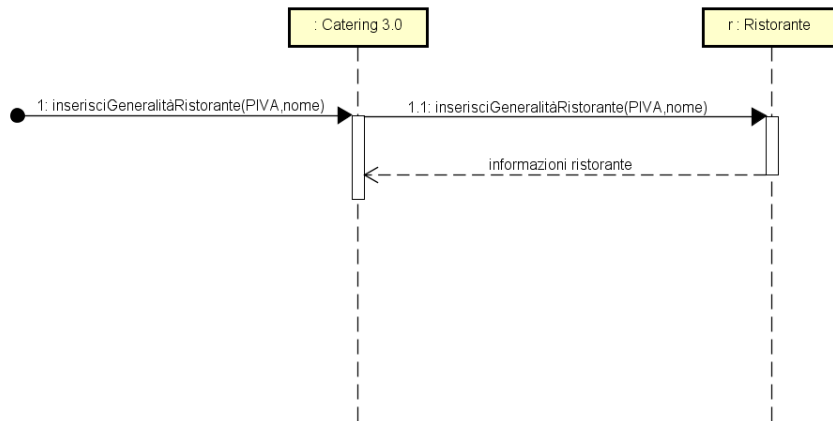 : Catering 3.0
r : Ristorante
1: inserisciGeneralitàRistorante(PIVA,nome)
1.1: inserisciGeneralitàRistorante(PIVA,nome)
informazioni ristorante